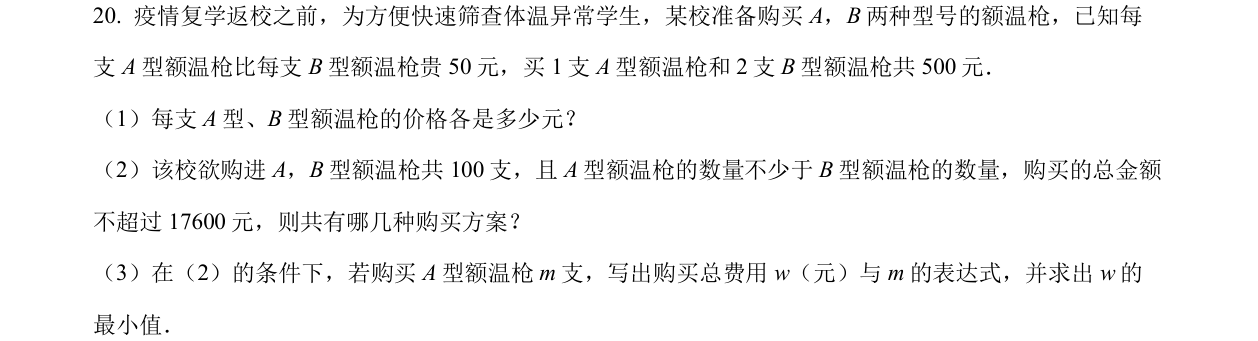 20. 疫情复学返校之前，为方便快速筛查体温异常学生，某校准备购买 A，B 两种型号的额温枪，已知每
支 A 型额温枪比每支 B 型额温枪贵 50 元，买 1 支 A 型额温枪和 2 支 B 型额温枪共 500 元．
（1）每支 A 型、B 型额温枪的价格各是多少元？
（2）该校欲购进 A，B 型额温枪共 100 支，且 A 型额温枪的数量不少于 B 型额温枪的数量，购买的总金额
不超过 17600 元，则共有哪几种购买方案？
（3）在（2）的条件下，若购买 A 型额温枪 m 支，写出购买总费用 w（元）与 m 的表达式，并求出 w 的
最小值．